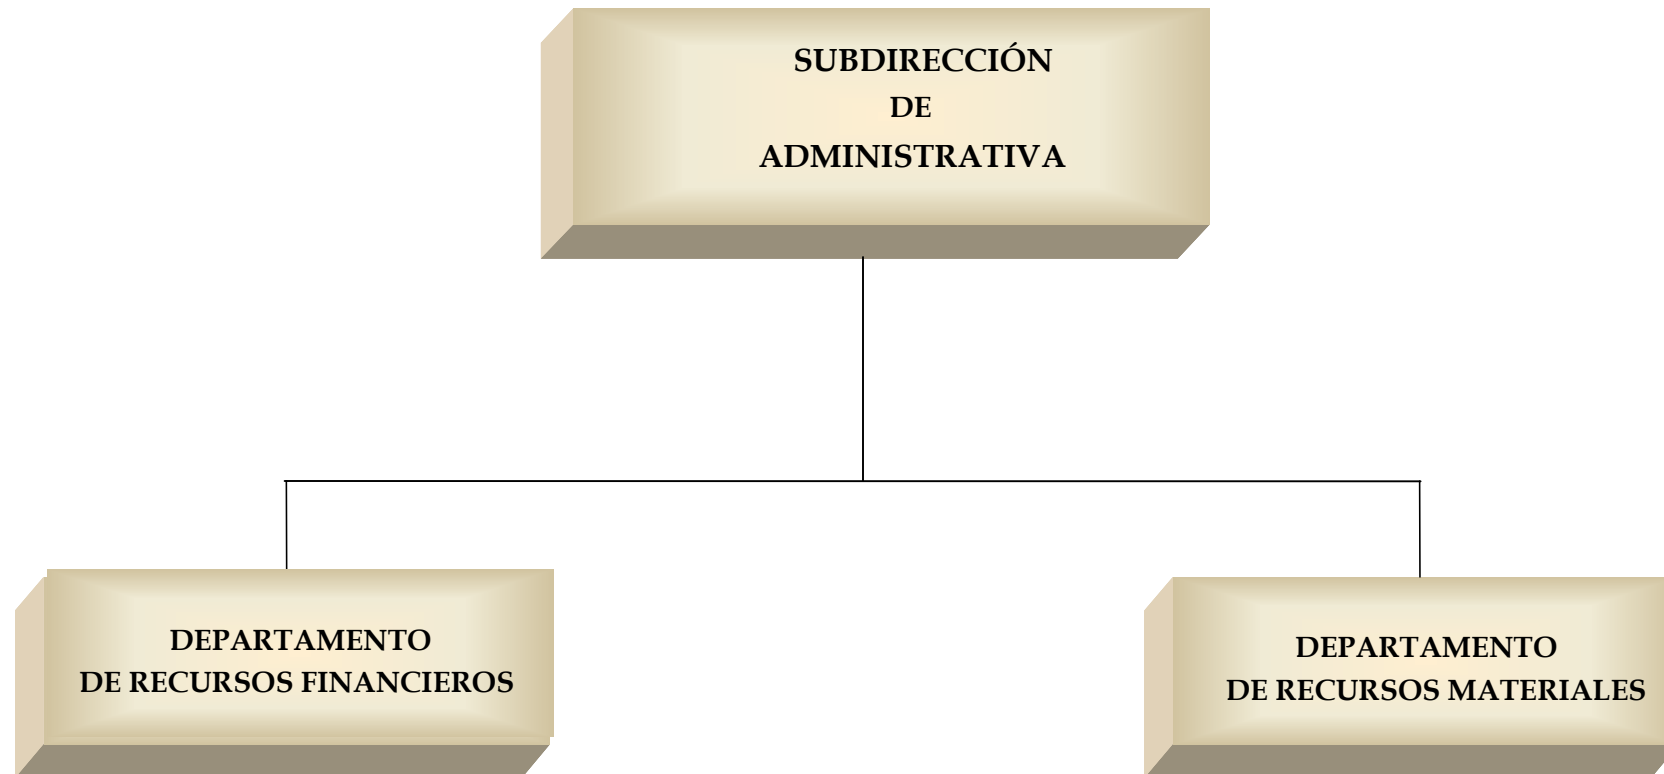 SUBDIRECCIÓN
DE
ADMINISTRATIVA
DEPARTAMENTO
DE RECURSOS FINANCIEROS
DEPARTAMENTO
DE RECURSOS MATERIALES